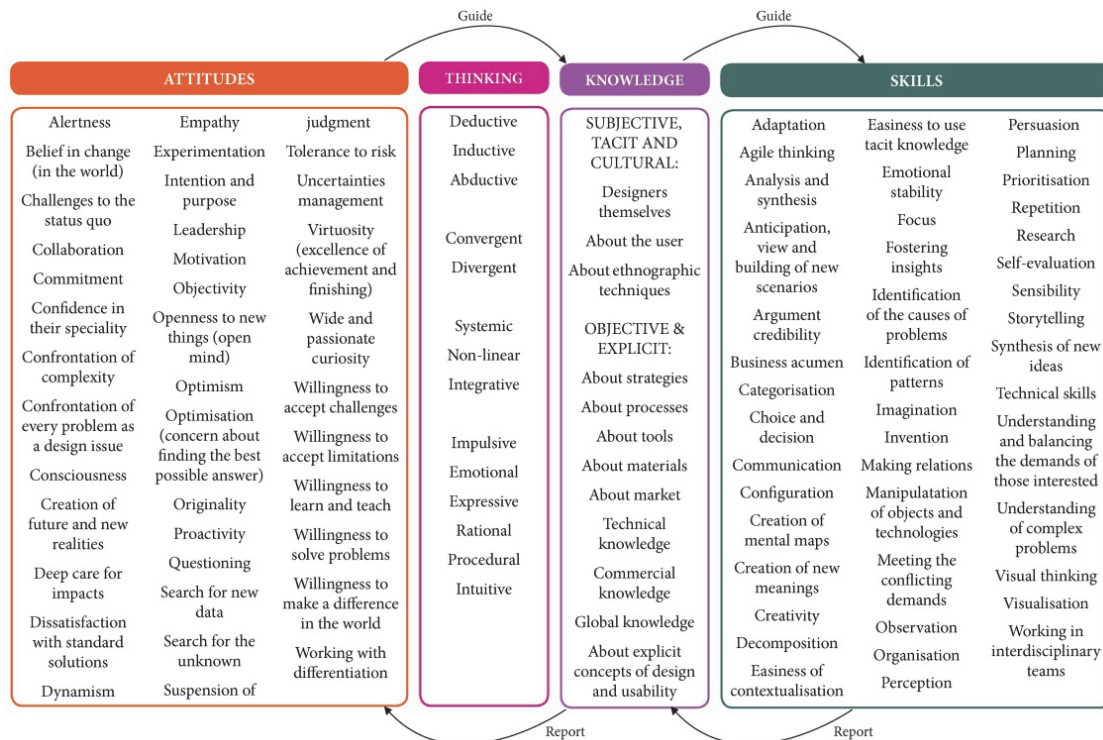 Guide
Guide
ATTITUDES
THINKING
KNOWLEDGE
SKILLS
Alertness
Belief in change
(in the world)
Challenges to the
status quo
Collaboration
Commitment
Confidence in
their speciality
Confrontation of
complexity
Confrontation of
every problem as
a design issue
Consciousness
Creation of
future and new
realities
Deep care for
impacts
Dissatisfaction
with standard
solutions
Dynamism
Empathy
Experimentation
Intention and
purpose
Leadership
Motivation
Objectivity
Openness to new
things (open
mind)
Optimism
Optimisation
(concern about
finding the best
possible answer)
Originality
Proactivity
Questioning
Search for new
data
Search for the
unknown
Suspension of
judgment
Tolerance to risk
Uncertainties
management
Virtuosity
(excellence of
achievement and
finishing)
Wide and
passionate
curiosity
Willingness to
accept challenges
Willingness to
accept limitations
Willingness to
learn and teach
Willingness to
solve problems
Willingness to
make a difference
in the world
Working with
differentiation
Deductive
Inductive
Abductive
Convergent
Divergent
Systemic
Non-linear
Integrative
Impulsive
Emotional
Expressive
Rational
Procedural
Intuitive
SUBJECTIVE,
TACIT AND
CULTURAL:
Designers
themselves
About the user
About ethnographic
techniques
OBJECTIVE &
EXPLICIT:
About strategies
About processes
About tools
About materials
About market
Technical
knowledge
Commercial
knowledge
Global knowledge
About explicit
concepts of design
and usability
Adaptation
Agile thinking
Analysis and
synthesis
Anticipation,
view and
building of new
scenarios
Argument
credibility
Business acumen
Categorisation
Choice and
decision
Communication
Configuration
Creation of
mental maps
Creation of new
meanings
Creativity
Decomposition
Easiness of
contextualisation
Easiness to use
tacit knowledge
Emotional
stability
Focus
Fostering
insights
Identification
of the causes of
problems
Identification of
patterns
Imagination
Invention
Making relations
Manipulatation
of objects and
technologies
Meeting the
conflicting
demands
Observation
Organisation
Perception
Persuasion
Planning
Prioritisation
Repetition
Research
Self-evaluation
Sensibility
Storytelling
Synthesis of new
ideas
Technical skills
Understanding
and balancing
the demands of
those interested
Understanding
of complex
problems
Visual thinking
Visualisation
Working in
interdisciplinary
teams
Report
Report